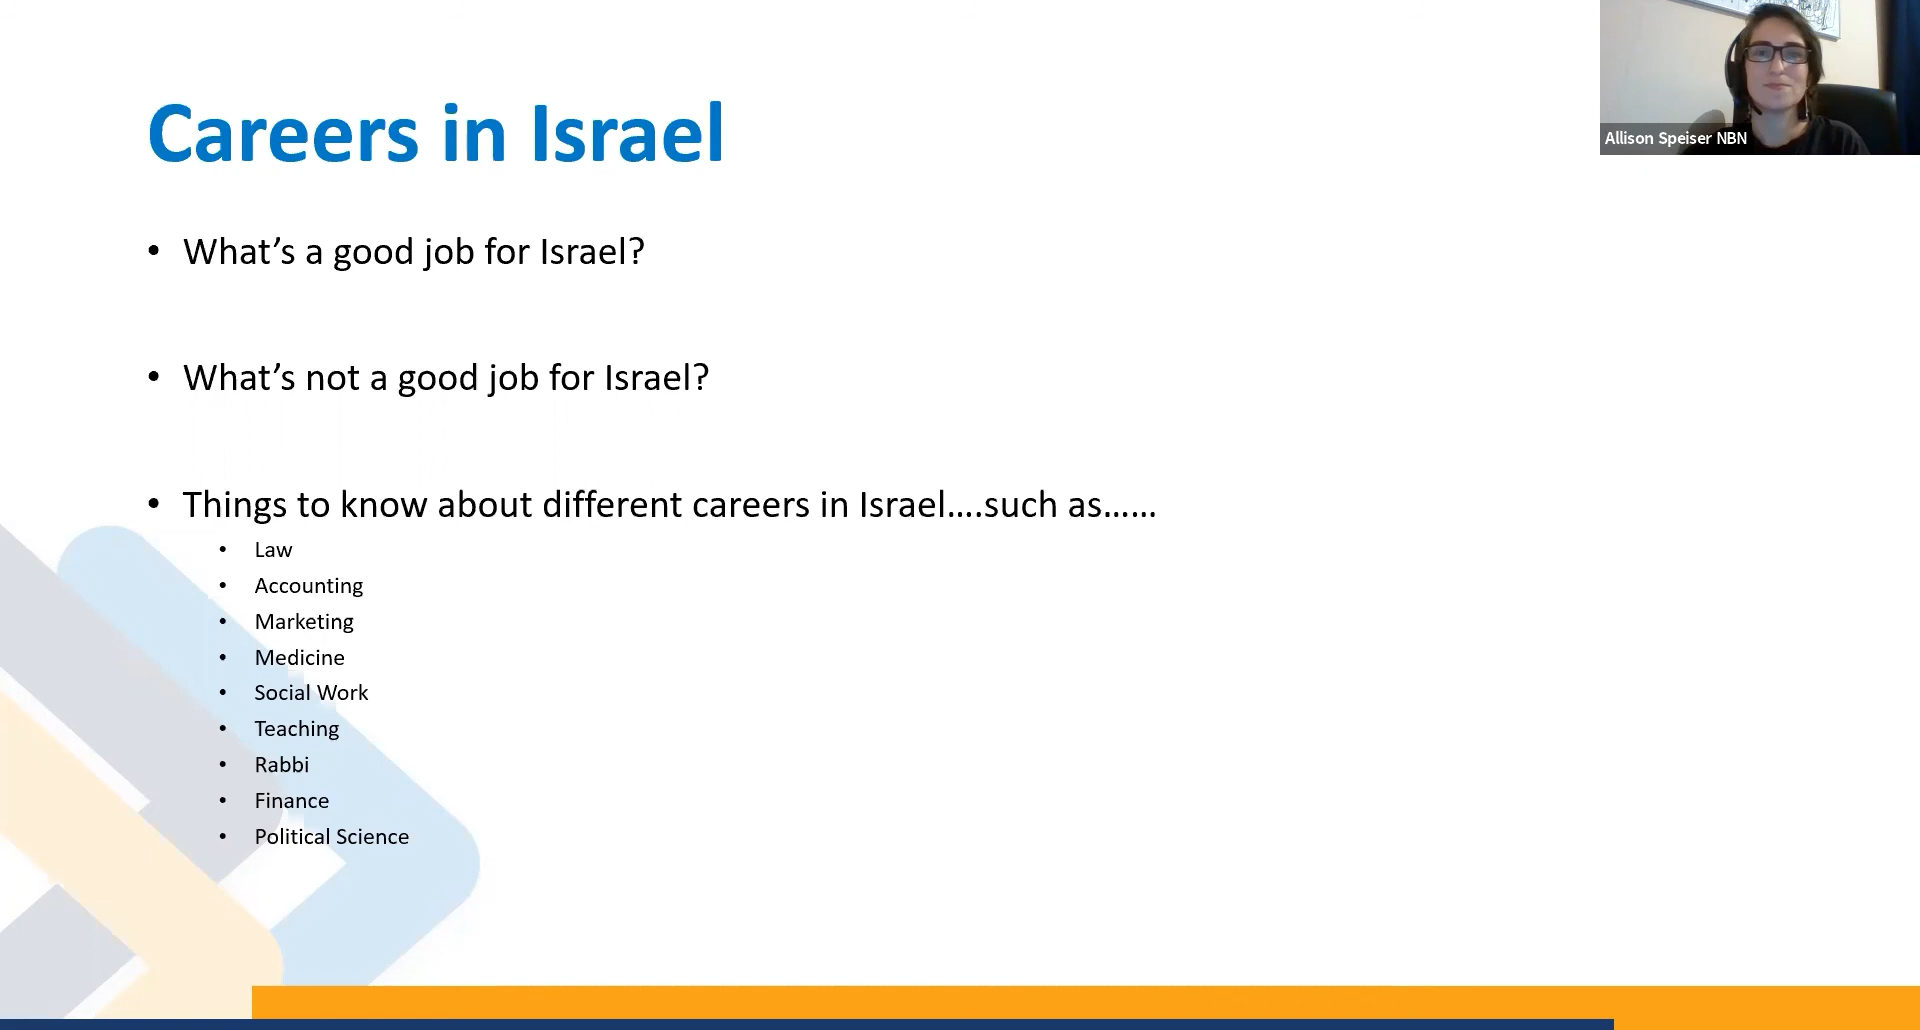 Careers in Israel
Allison Speiser NBN
• What’s a good job for Israel?
• What’s not a good job for Israel?
• Things to know about different careers in Israel….such as……
• Law
• Accounting
• Marketing
• Medicine
• Social Work
• Teaching
• Rabbi
• Finance
• Political Science